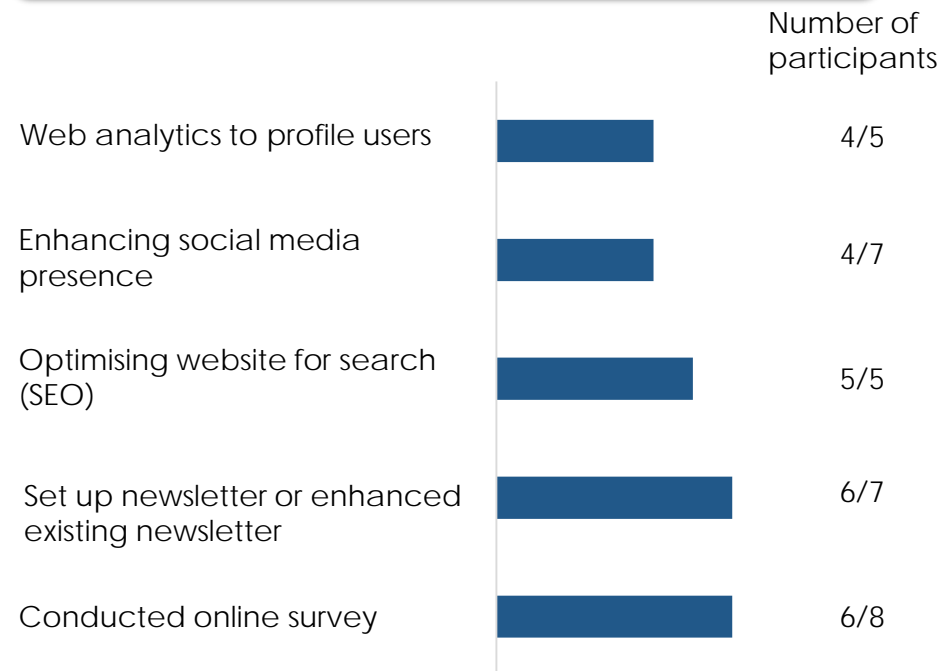 Number of
participants
Web analytics to profile users
4/5
Enhancing social media
presence
4/7
Optimising website for search
(SEO)
5/5
Set up newsletter or enhanced
existing newsletter
6/7
Conducted online survey
6/8